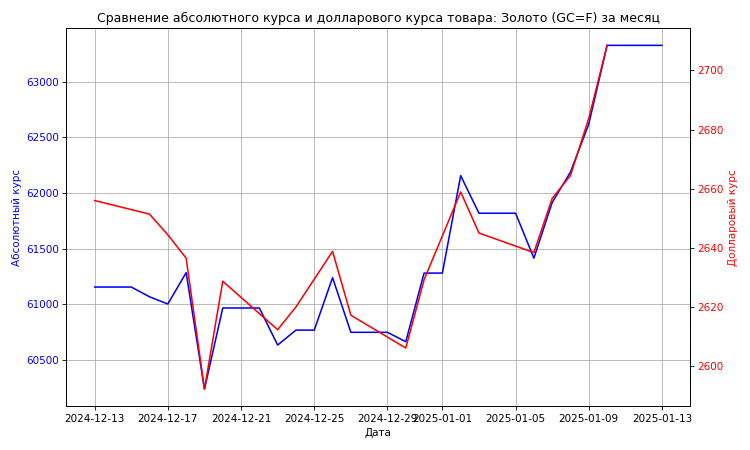 Сравнение абсолютного курса и долларового курса товара: Золото (GC=F) за месяц
Абсолютный курс
63000
62500
62000
61500
61000
60500
2700
2680
2660
2640
2620
2600
Долларовый курс
2024-12-13 2024-12-17 2024-12-21 2024-12-25 2024-12-29 2025-01-01 2025-01-05 2025-01-09 2025-01-13
Дата